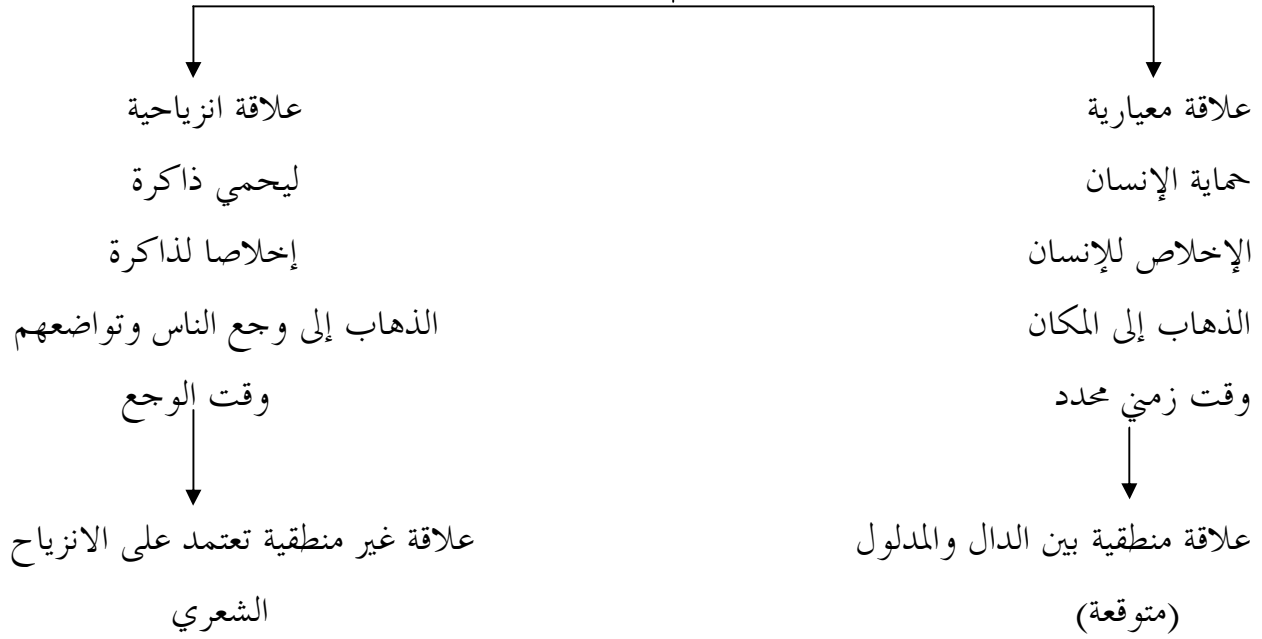 علاقة معيارية
علاقة انزياحية
حماية الإنسان
ليحمي ذاكرة
الإخلاص للإنسان
إخلاصا لذاكرة
الذهاب إلى المكان
الذهاب إلى وجع الناس وتواضعهم
وقت زمني محدد
وقت الوجع
علاقة منطقية بين الدال والمدلول
علاقة غير منطقية تعتمد على الانزياح
(متوقعة)
الشعري